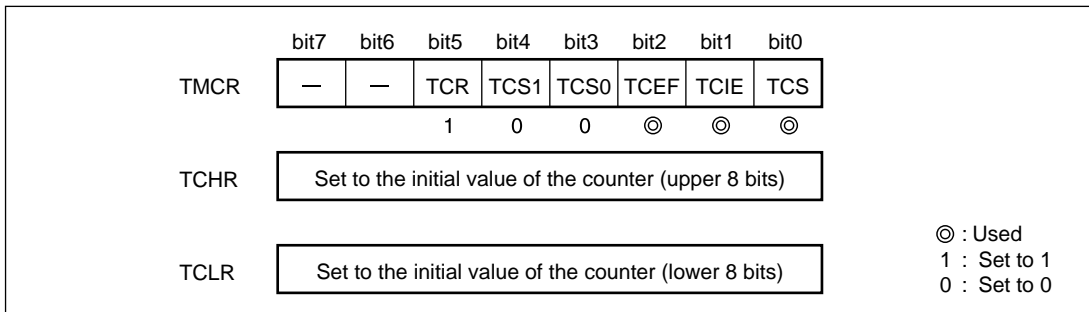 bit7 bit6 bit5 bit4 bit3 bit2 bit1 bit0
TMCR — — TCR TCS1 TCS0 TCEF TCIE TCS
1 0 0 ◎ ◎ ◎
TCHR Set to the initial value of the counter (upper 8 bits)
TCLR Set to the initial value of the counter (lower 8 bits)
◎ : Used
1 : Set to 1
0 : Set to 0